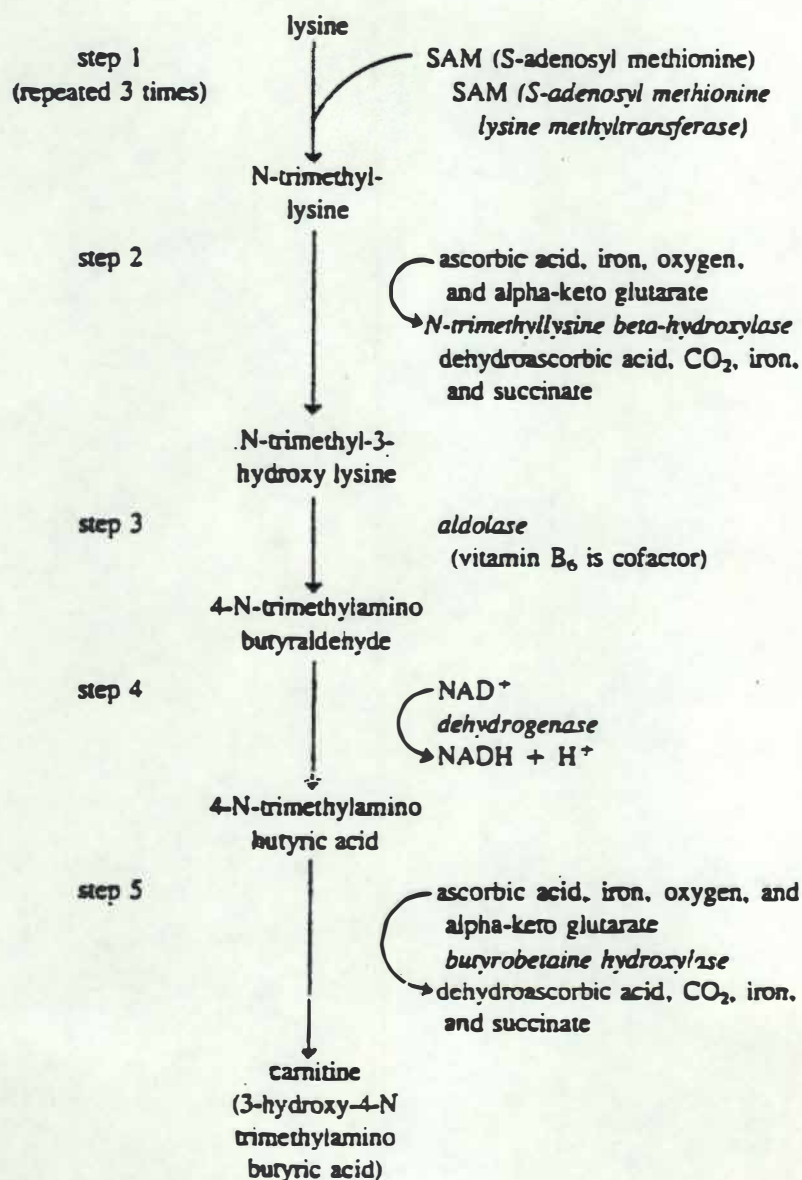 lysine
step 1
(repeated 3 times)
SAM (S-adenosyl methionine)
SAM (S-adenosyl methionine
lysine methyltransferase)
N-trimethyl-
lysine
step 2
ascorbic acid, iron, oxygen,
and alpha-keto glutarate
N-trimethyllysine beta-hydroxylase
dehydroascorbic acid, CO₂, iron,
and succinate
N-trimethyl-3-
hydroxy lysine
step 3
aldolase
(vitamin B₆ is cofactor)
4-N-trimethylamino
butyraldehyde
step 4
NAD⁺
dehydrogenase
NADH + H⁺
4-N-trimethylamino
butyric acid
step 5
ascorbic acid, iron, oxygen, and
alpha-keto glutarate
butyrobetaine hydroxylase
dehydroascorbic acid, CO₂, iron,
and succinate
carnitine
(3-hydroxy-4-N
trimethylamino
butyric acid)